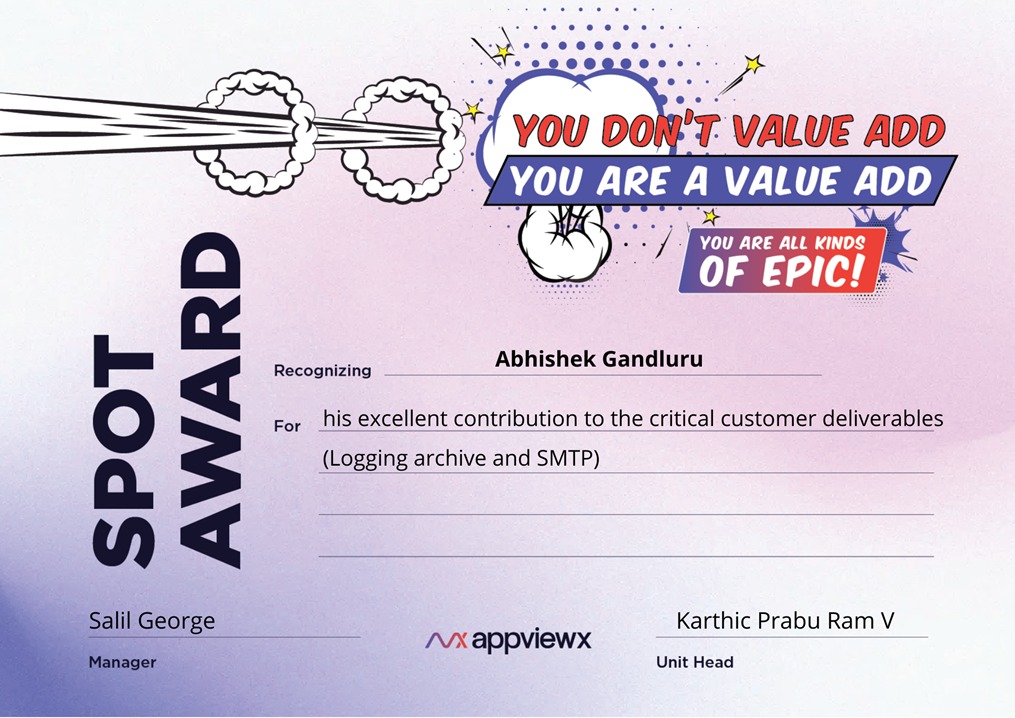 YOU DON'T VALUE ADD
YOU ARE A VALUE ADD
YOU ARE ALL KINDS
OF EPIC!
SPOT
AWARD
Recognizing Abhishek Gandluru
For his excellent contribution to the critical customer deliverables
(Logging archive and SMTP)
Salil George
Manager
appviewx
Karthic Prabu Ram V
Unit Head